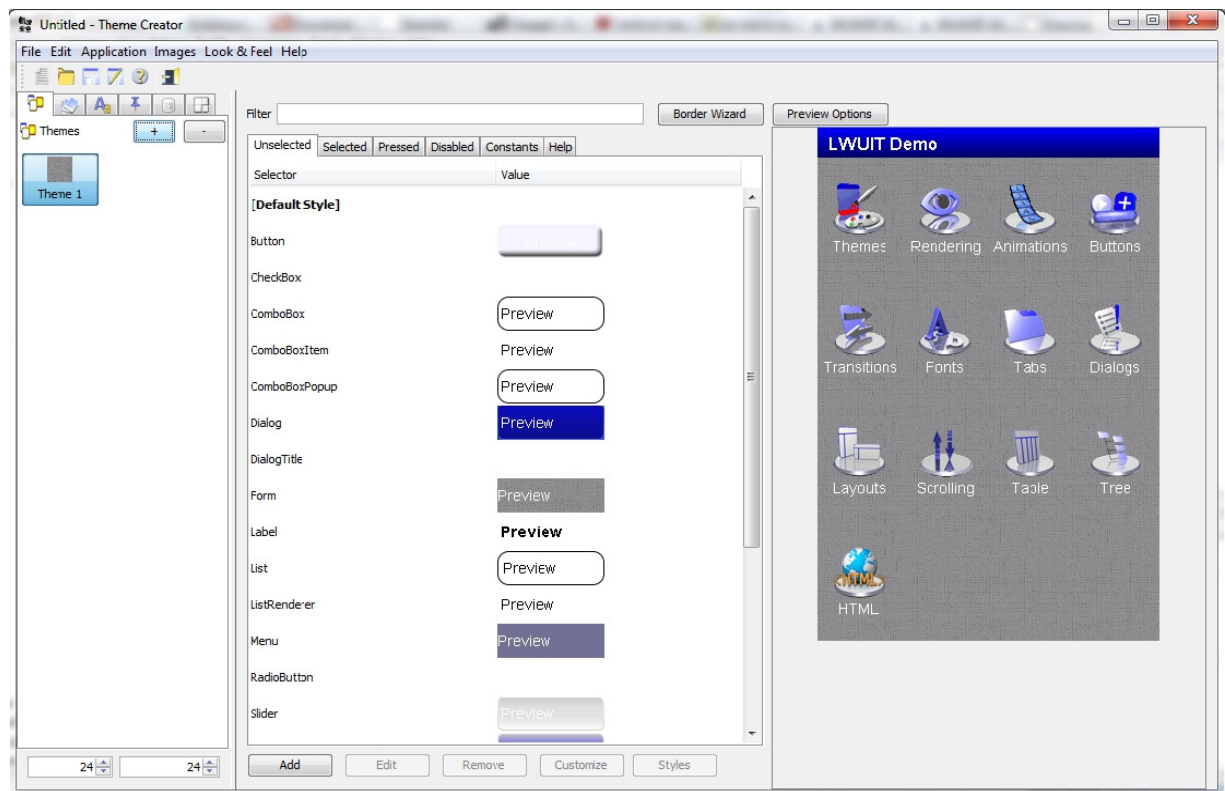 Untitled - Theme Creator
File Edit Application Images Look & Feel Help
Themes
+
-
Theme 1
24
24
Filter
Border Wizard
Unselected Selected Pressed Disabled Constants Help
Selector Value
[Default Style]
Button Preview
CheckBox
ComboBox Preview
ComboBoxItem Preview
ComboBoxPopup Preview
Dialog Preview
DialogTitle
Form Preview
Label Preview
List Preview
ListRenderer Preview
Menu Preview
RadioButton
Slider Preview
Add Edit Remove Customize Styles
Preview Options
LWUIT Demo
Themes Rendering Animations Buttons
Transitions Fonts Tabs Dialogs
Layouts Scrolling Table Tree
HTML
HTML